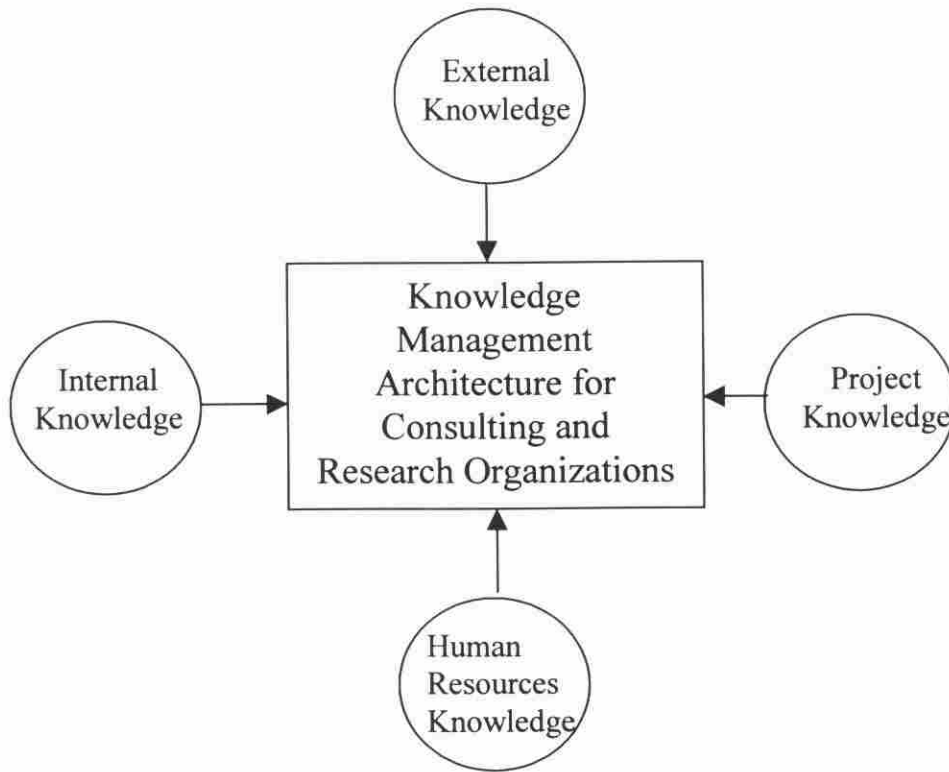 External
Knowledge
Knowledge
Management
Architecture for
Consulting and
Research Organizations
Internal
Knowledge
Project
Knowledge
Human
Resources
Knowledge